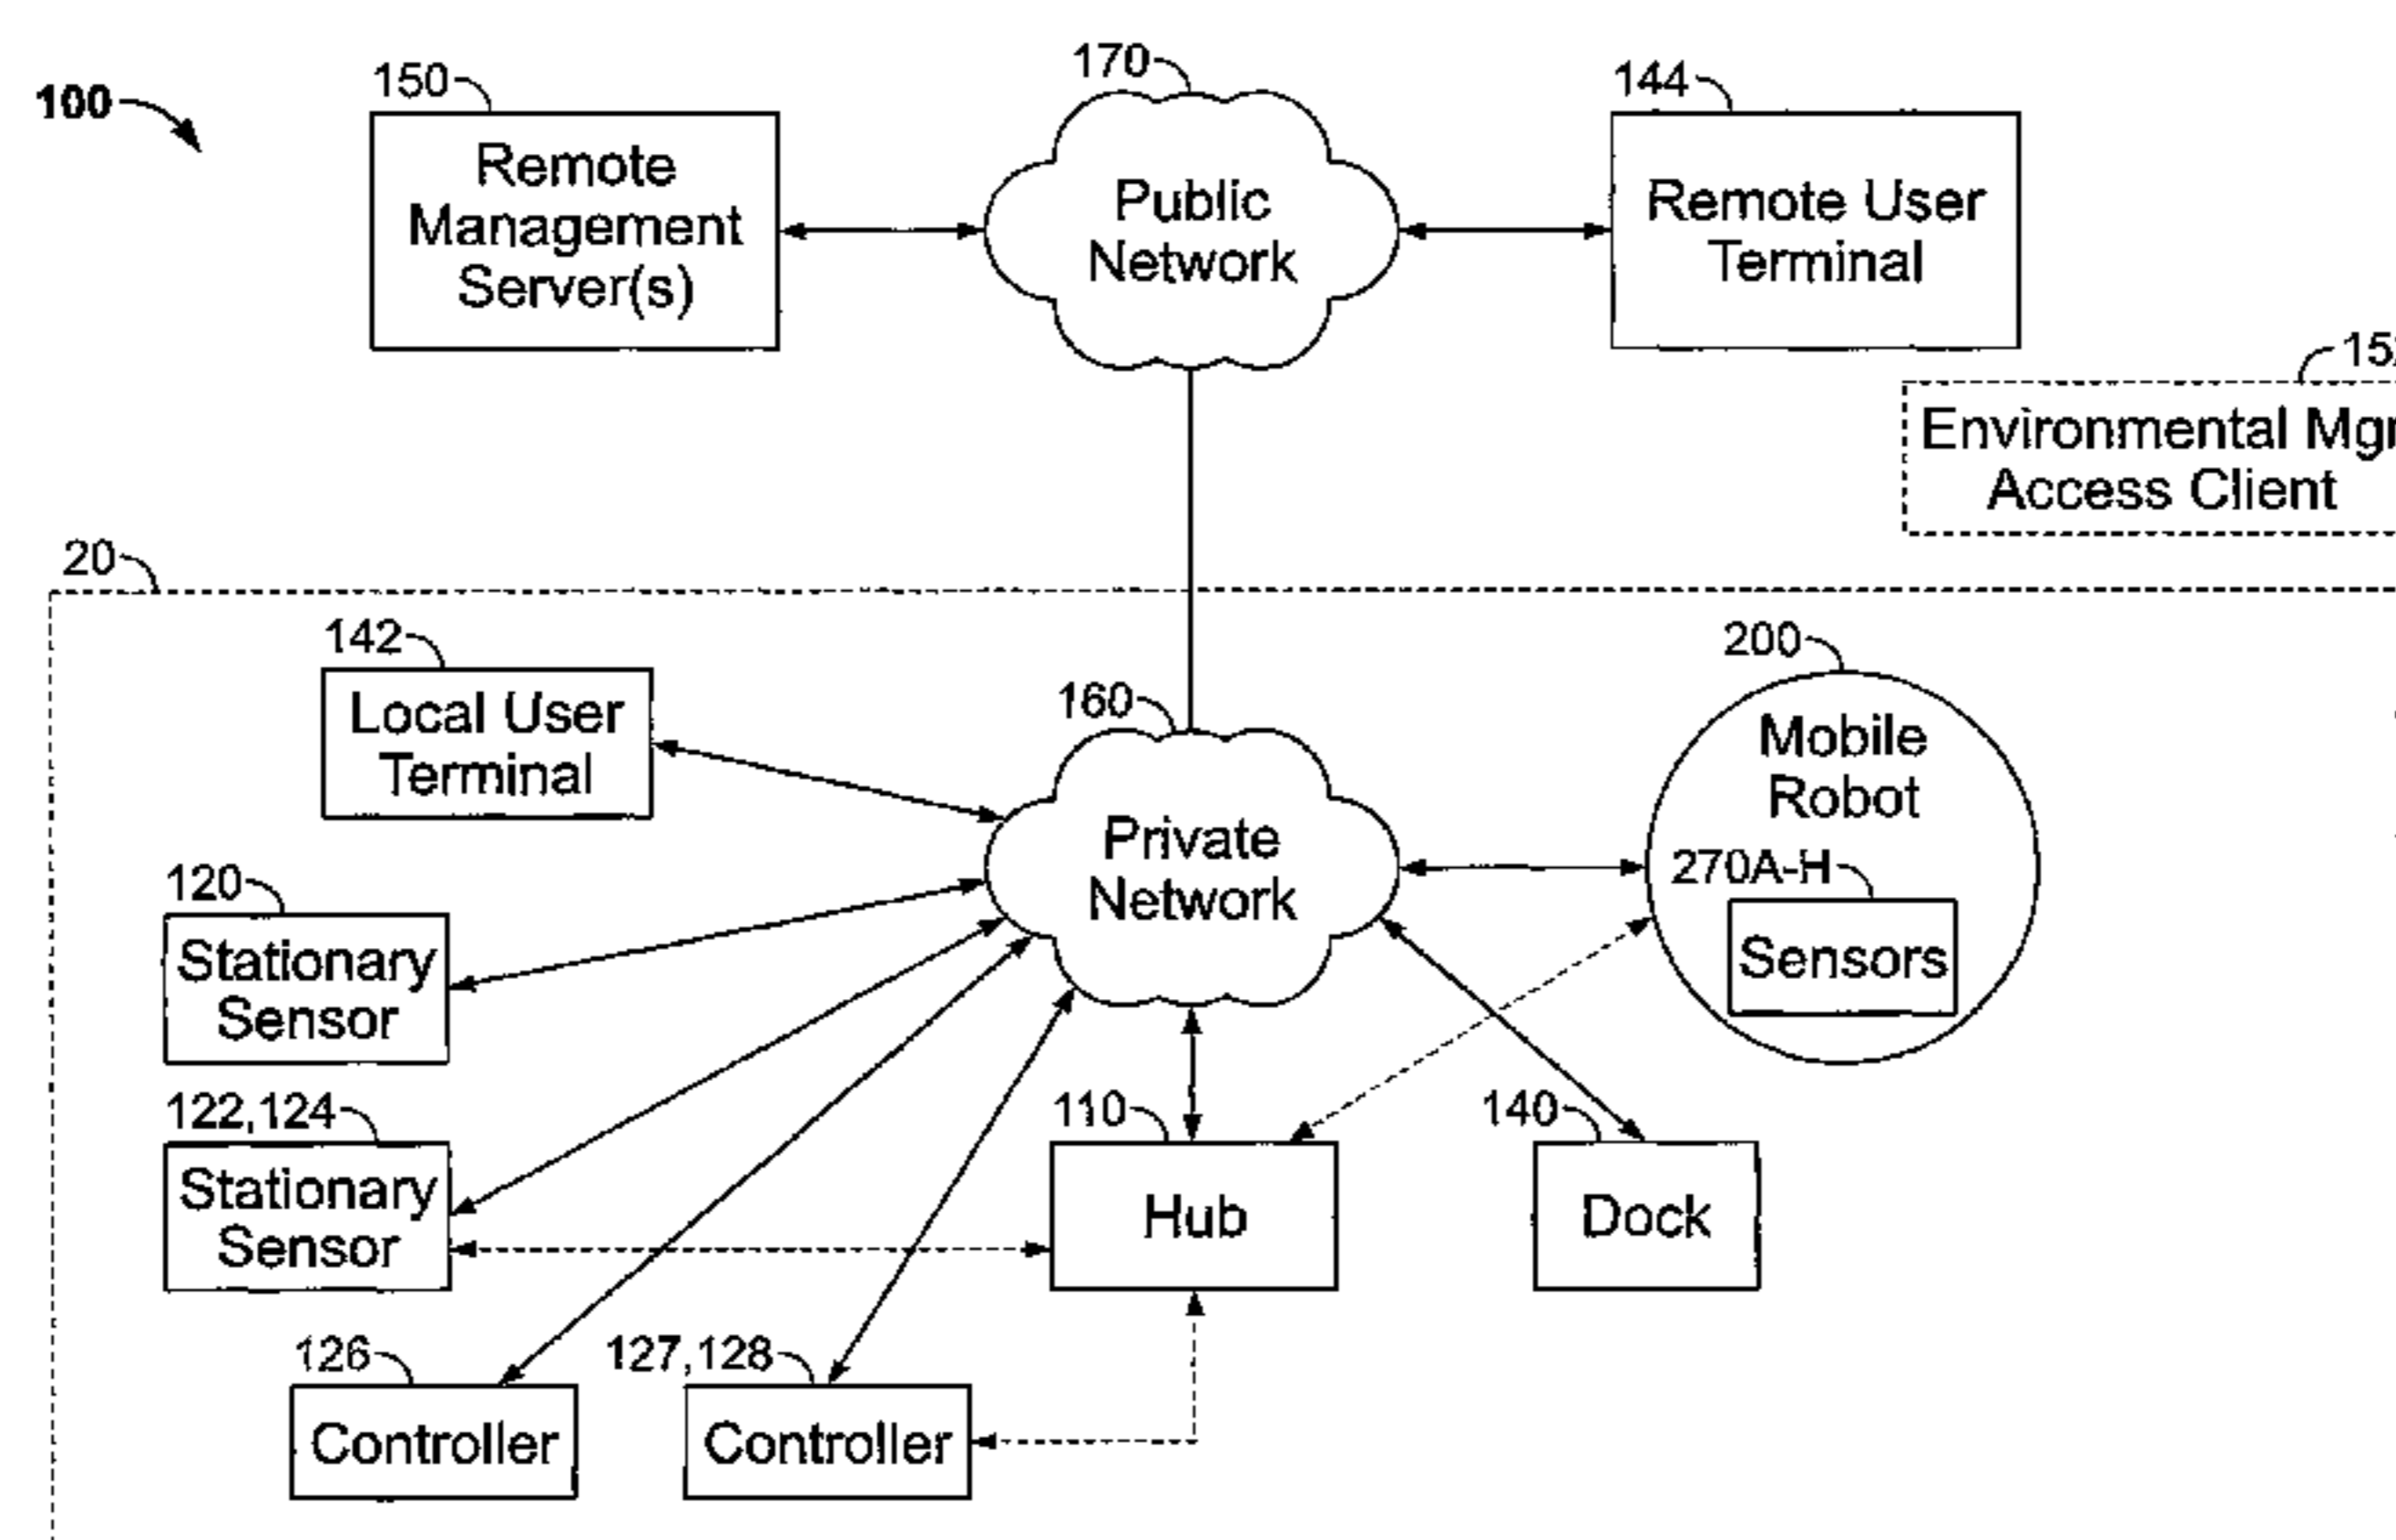 100
150
170
144
Remote
Management
Server(s)
Public
Network
Remote User
Terminal
Environmental
Access Client
20
142
Local User
Terminal
160
Private
Network
200
Mobile
Robot
270A-H
Sensors
120
Stationary
Sensor
122,124
Stationary
Sensor
110
Hub
140
Dock
126
Controller
127,128
Controller